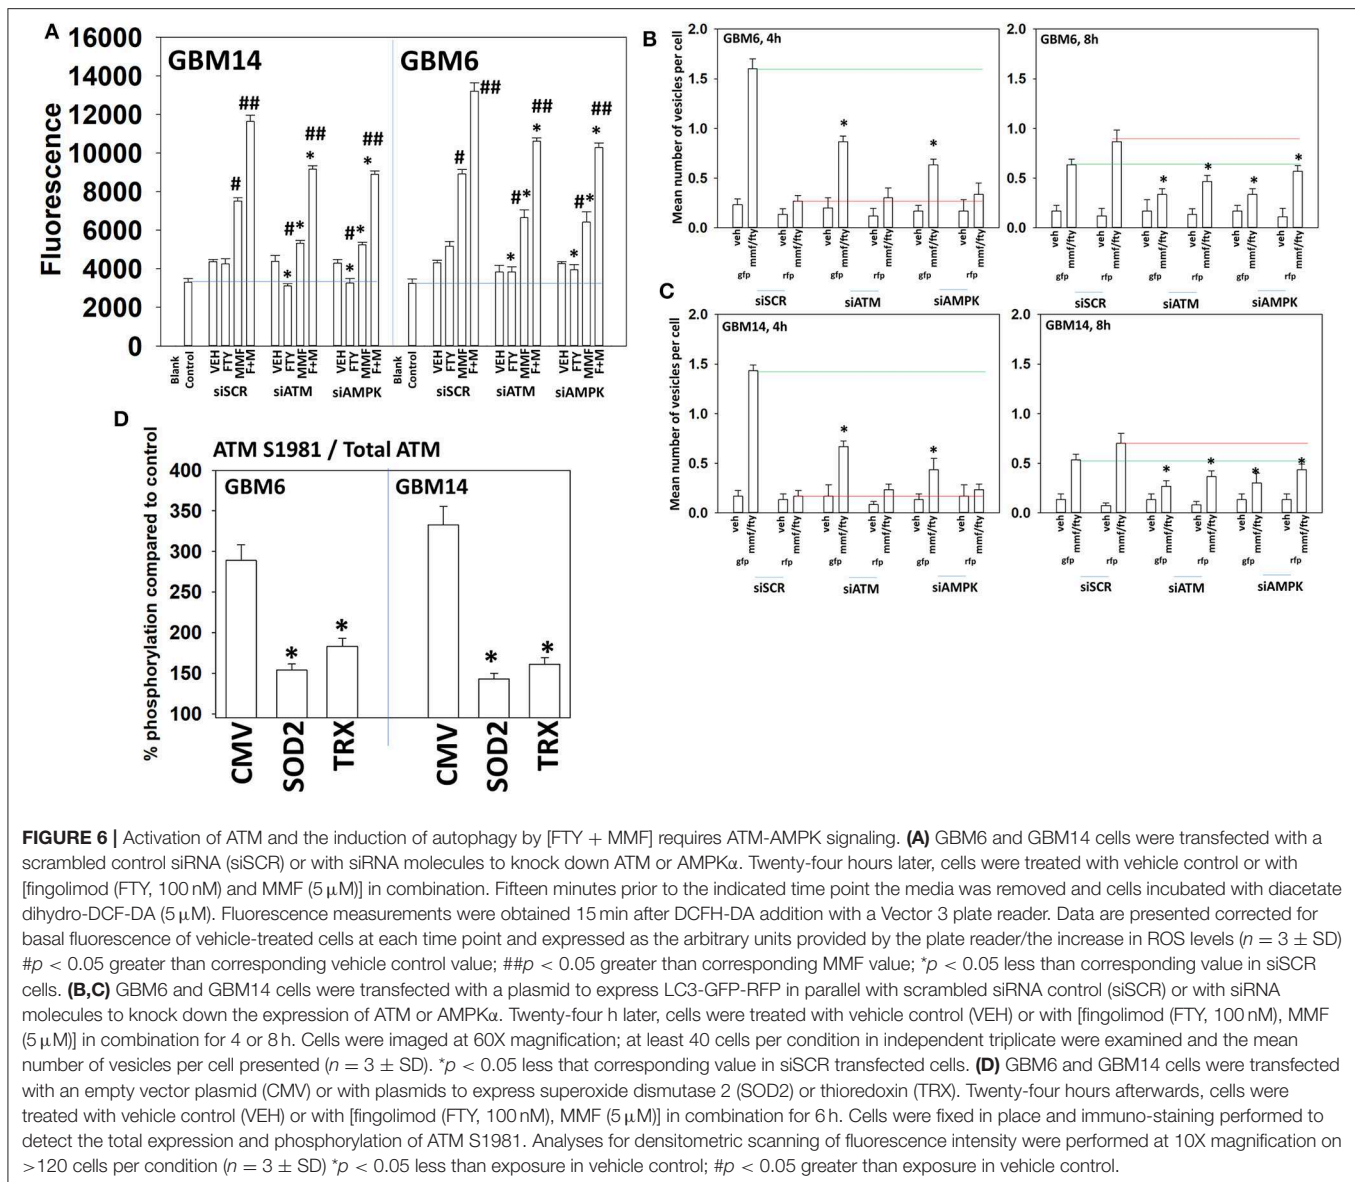 A
16000
14000
12000
10000
8000
6000
4000
2000
0
Fluorescence
GBM14
GBM6
#
##
#*
*
*
##
#*
*
*
##
#
##
*
#*
*
##
*
#*
*
##
Blank
Control
VEH
FTY
MMF
F+M
VEH
FTY
MMF
F+M
VEH
FTY
MMF
F+M
Blank
Control
VEH
FTY
MMF
F+M
VEH
FTY
MMF
F+M
VEH
FTY
MMF
F+M
siSCR
siATM
siAMPK
siSCR
siATM
siAMPK
B
Mean number of vesicles per cell
2.0
1.5
1.0
0.5
0.0
GBM6, 4h
*
*
veh
mmf/fty
veh
mmf/fty
veh
mmf/fty
veh
mmf/fty
veh
mmf/fty
veh
mmf/fty
gfp
rfp
gfp
rfp
gfp
rfp
siSCR
siATM
siAMPK
2.0
1.5
1.0
0.5
0.0
GBM6, 8h
*
*
*
*
veh
mmf/fty
veh
mmf/fty
veh
mmf/fty
veh
mmf/fty
veh
mmf/fty
veh
mmf/fty
gfp
rfp
gfp
rfp
gfp
rfp
siSCR
siATM
siAMPK
C
Mean number of vesicles per cell
2.0
1.5
1.0
0.5
0.0
GBM14, 4h
*
*
veh
mmf/fty
veh
mmf/fty
veh
mmf/fty
veh
mmf/fty
veh
mmf/fty
veh
mmf/fty
gfp
rfp
gfp
rfp
gfp
rfp
siSCR
siATM
siAMPK
2.0
1.5
1.0
0.5
0.0
GBM14, 8h
*
*
*
*
veh
mmf/fty
veh
mmf/fty
veh
mmf/fty
veh
mmf/fty
veh
mmf/fty
veh
mmf/fty
gfp
rfp
gfp
rfp
gfp
rfp
siSCR
siATM
siAMPK
D
ATM S1981 / Total ATM
% phosphorylation compared to control
400
350
300
250
200
150
100
GBM6
GBM14
*
*
*
*
CMV
SOD2
TRX
CMV
SOD2
TRX
FIGURE 6 | Activation of ATM and the induction of autophagy by [FTY + MMF] requires ATM-AMPK signaling. (A) GBM6 and GBM14 cells were transfected with a
scrambled control siRNA (siSCR) or with siRNA molecules to knock down ATM or AMPKα. Twenty-four hours later, cells were treated with vehicle control or with
[fingolimod (FTY, 100 nM) and MMF (5 μM)] in combination. Fifteen minutes prior to the indicated time point the media was removed and cells incubated with diacetate
dihydro-DCF-DA (5 μM). Fluorescence measurements were obtained 15 min after DCFH-DA addition with a Vector 3 plate reader. Data are presented corrected for
basal fluorescence of vehicle-treated cells at each time point and expressed as the arbitrary units provided by the plate reader/the increase in ROS levels (n = 3 ± SD)
#p < 0.05 greater than corresponding vehicle control value; ##p < 0.05 greater than corresponding MMF value; *p < 0.05 less than corresponding value in siSCR
cells. (B,C) GBM6 and GBM14 cells were transfected with a plasmid to express LC3-GFP-RFP in parallel with scrambled siRNA control (siSCR) or with siRNA
molecules to knock down the expression of ATM or AMPKα. Twenty-four h later, cells were treated with vehicle control (VEH) or with [fingolimod (FTY, 100 nM), MMF
(5 μM)] in combination for 4 or 8 h. Cells were imaged at 60X magnification; at least 40 cells per condition in independent triplicate were examined and the mean
number of vesicles per cell presented (n = 3 ± SD). *p < 0.05 less that corresponding value in siSCR transfected cells. (D) GBM6 and GBM14 cells were transfected
with an empty vector plasmid (CMV) or with plasmids to express superoxide dismutase 2 (SOD2) or thioredoxin (TRX). Twenty-four hours afterwards, cells were
treated with vehicle control (VEH) or with [fingolimod (FTY, 100 nM), MMF (5 μM)] in combination for 6 h. Cells were fixed in place and immuno-staining performed to
detect the total expression and phosphorylation of ATM S1981. Analyses for densitometric scanning of fluorescence intensity were performed at 10X magnification on
>120 cells per condition (n = 3 ± SD) *p < 0.05 less than exposure in vehicle control; #p < 0.05 greater than exposure in vehicle control.